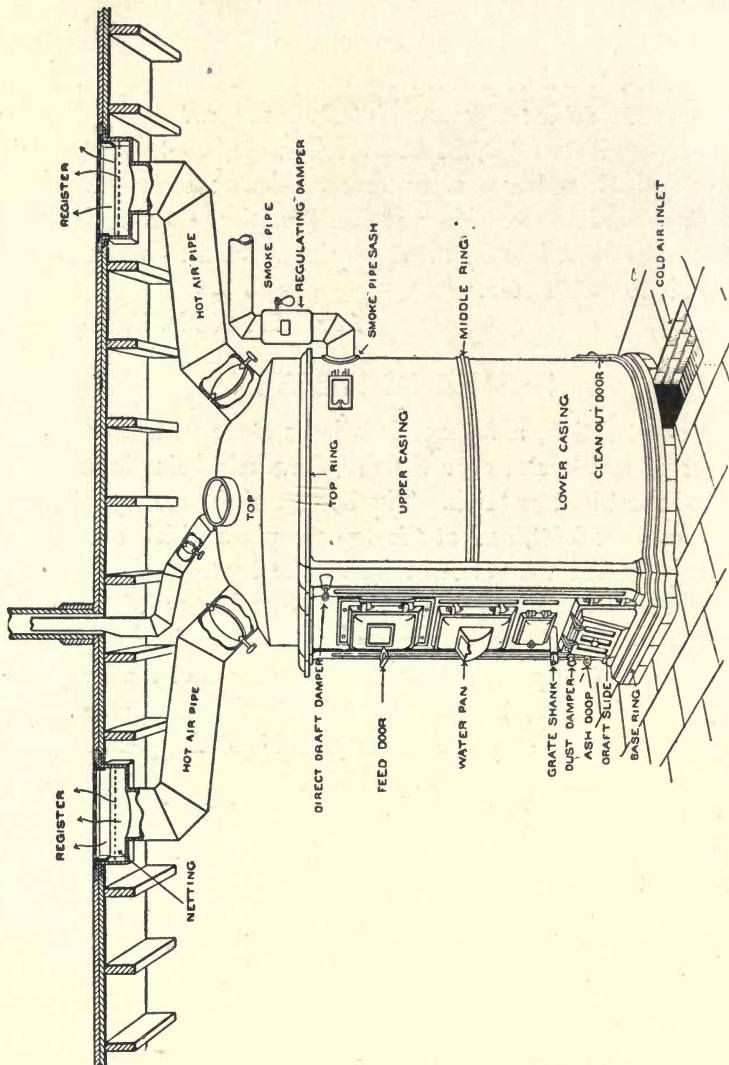 REGISTER
REGISTER
NETTING
HOT AIR PIPE
HOT AIR PIPE
SMOKE PIPE
REGULATING DAMPER
SMOKE PIPE SASH
TOP
TOP RING
DIRECT DRAFT DAMPER
FEED DOOR
UPPER CASING
MIDDLE RING
WATER PAN
LOWER CASING
CLEAN OUT DOOR
COLD AIR INLET
GRATE SHANK
DUST DAMPER
ASH DOOP
DRAFT SLIDE
BASE RING